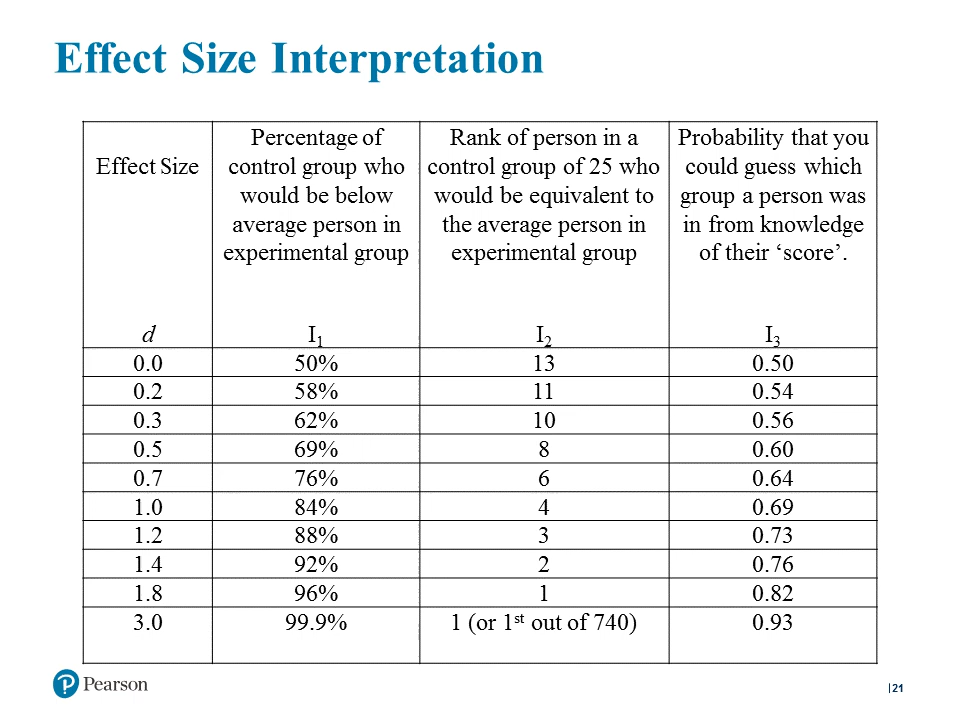 Effect Size Interpretation
Effect Size
d
Percentage of
control group who
would be below
average person in
experimental group
I₁
Rank of person in a
control group of 25 who
would be equivalent to
the average person in
experimental group
I₂
Probability that you
could guess which
group a person was
in from knowledge
of their ‘score’.
I₃
0.0 50% 13 0.50
0.2 58% 11 0.54
0.3 62% 10 0.56
0.5 69% 8 0.60
0.7 76% 6 0.64
1.0 84% 4 0.69
1.2 88% 3 0.73
1.4 92% 2 0.76
1.8 96% 1 0.82
3.0 99.9% 1 (or 1st out of 740) 0.93
P Pearson
|21